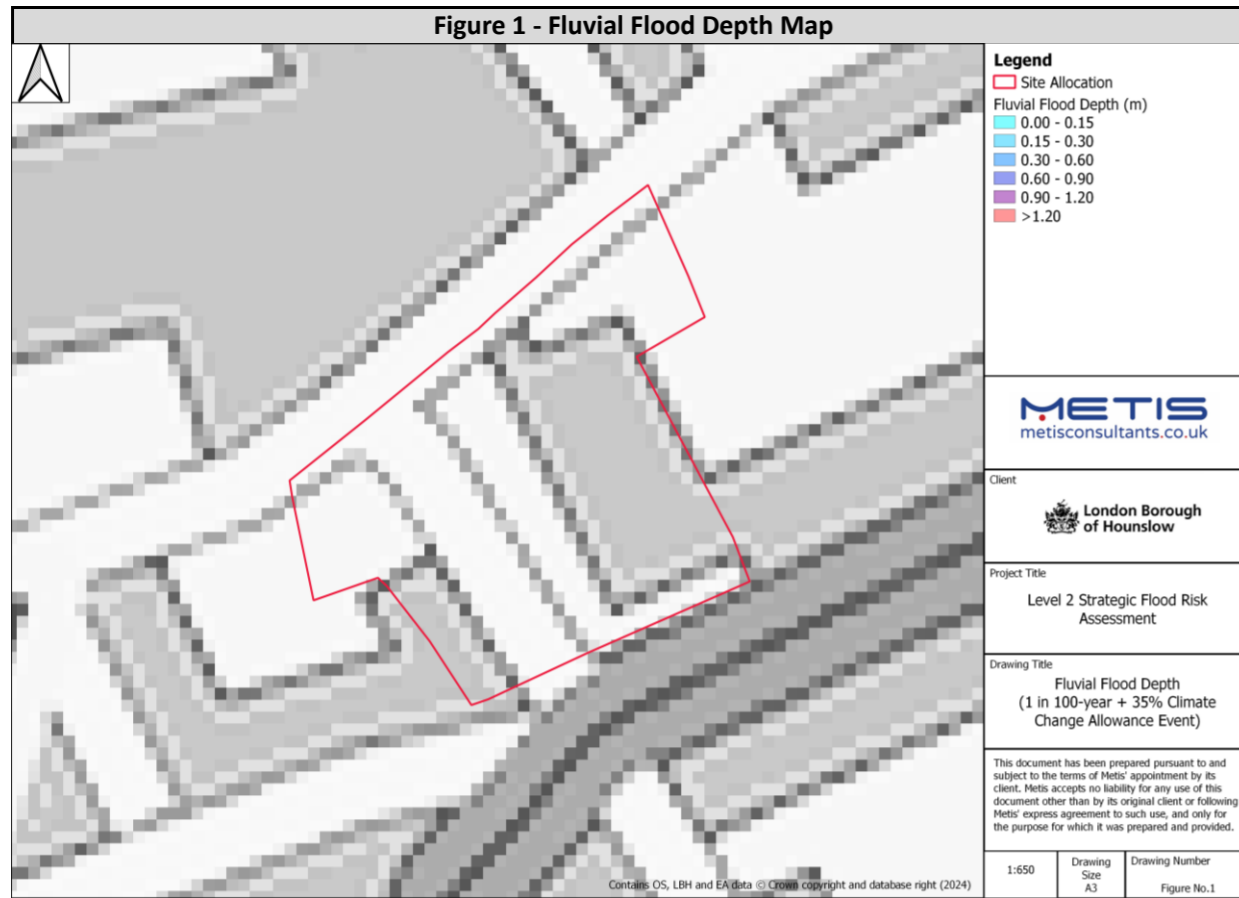 Figure 1 - Fluvial Flood Depth Map
Legend
Site Allocation
Fluvial Flood Depth (m)
0.00 - 0.15
0.15 - 0.30
0.30 - 0.60
0.60 - 0.90
0.90 - 1.20
>1.20
METIS
metisconsultants.co.uk
Client
London Borough
of Hounslow
Project Title
Level 2 Strategic Flood Risk
Assessment
Drawing Title
Fluvial Flood Depth
(1 in 100-year + 35% Climate
Change Allowance Event)
This document has been prepared pursuant to and
subject to the terms of Metis' appointment by its
client. Metis accepts no liability for any use of this
document other than by its original client or following
Metis' express agreement to such use, and only for
the purpose for which it was prepared and provided.
1:650
Drawing
Size
A3
Drawing Number
Figure No.1
Contains OS, LBH and EA data © Crown copyright and database right (2024)